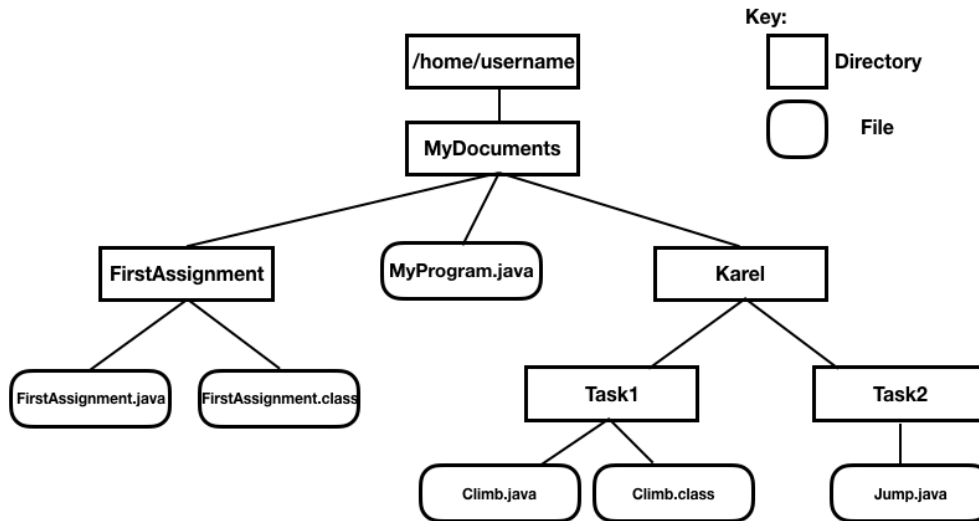 Key:
/home/username
Directory
File
MyDocuments
FirstAssignment
MyProgram.java
Karel
FirstAssignment.java
FirstAssignment.class
Task1
Task2
Climb.java
Climb.class
Jump.java